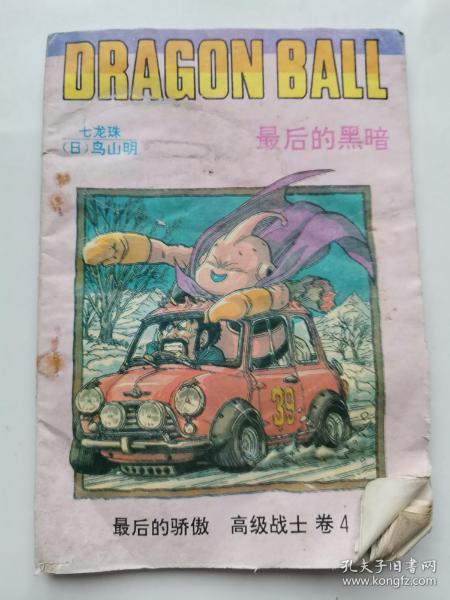 DRAGON BALL
七龙珠
(日)鸟山明
最后的黑暗
39
最后的骄傲 高级战士 卷4
孔夫子旧书网
www.kongfz.com